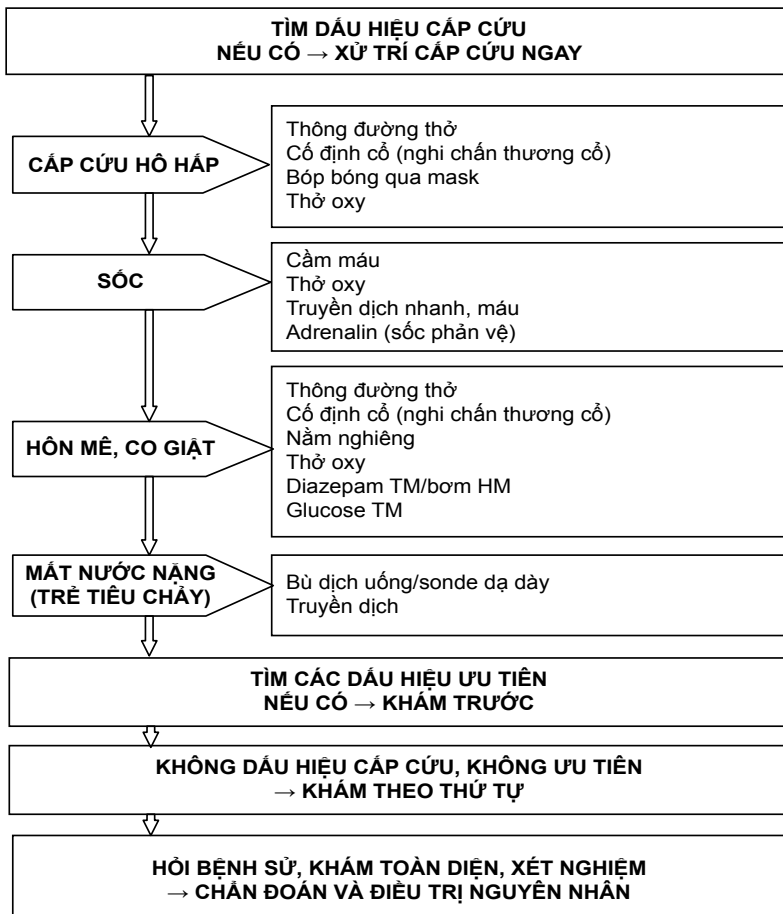 TÌM DẤU HIỆU CẤP CỨU
NẾU CÓ → XỬ TRÍ CẤP CỨU NGAY
CẤP CỨU HÔ HẤP
Thông đường thở
Cố định cổ (nghi chấn thương cổ)
Bóp bóng qua mask
Thở oxy
SỐC
Cầm máu
Thở oxy
Truyền dịch nhanh, máu
Adrenalin (sốc phản vệ)
HÔN MÊ, CO GIẬT
Thông đường thở
Cố định cổ (nghi chấn thương cổ)
Nằm nghiêng
Thở oxy
Diazepam TM/bơm HM
Glucose TM
MẤT NƯỚC NẶNG
(TRẺ TIÊU CHẢY)
Bù dịch uống/sonde dạ dày
Truyền dịch
TÌM CÁC DẤU HIỆU ƯU TIÊN
NẾU CÓ → KHÁM TRƯỚC
KHÔNG DẤU HIỆU CẤP CỨU, KHÔNG ƯU TIÊN
→ KHÁM THEO THỨ TỰ
HỎI BỆNH SỬ, KHÁM TOÀN DIỆN, XÉT NGHIỆM
→ CHẨN ĐOÁN VÀ ĐIỀU TRỊ NGUYÊN NHÂN